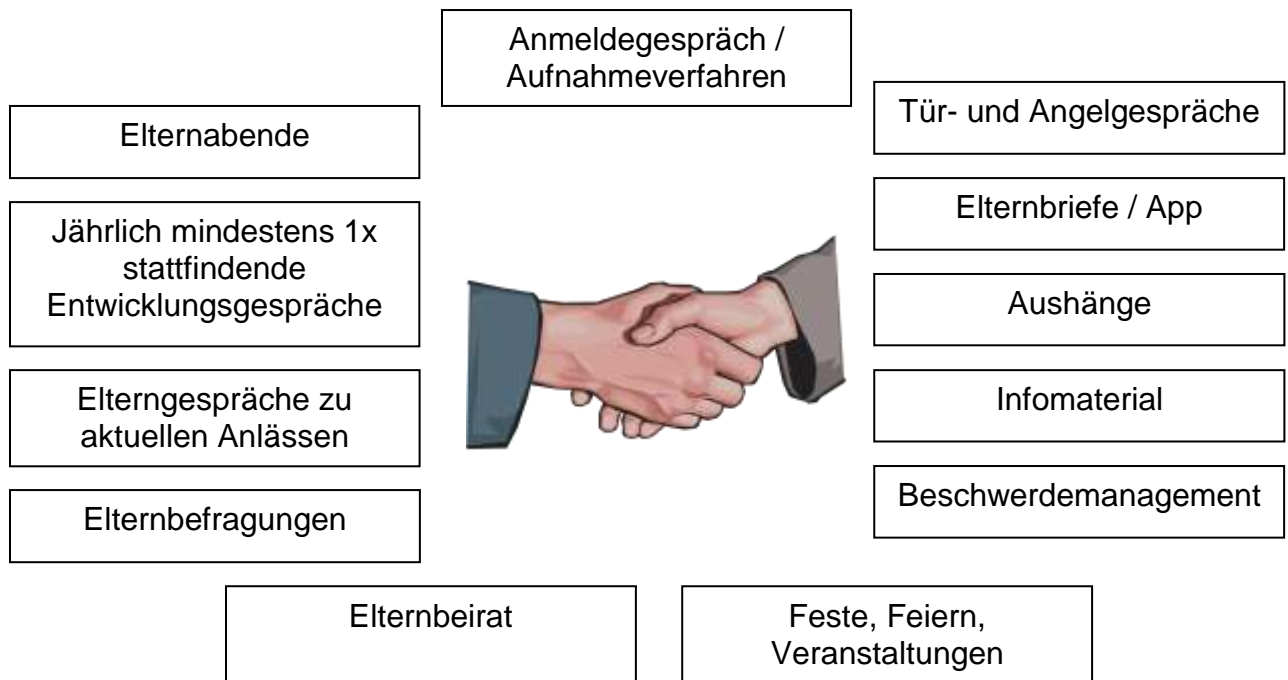 Anmeldegespräch /
Aufnahmeverfahren
Elternabende
Jährlich mindestens 1x
stattfindende
Entwicklungsgespräche
Elterngespräche zu
aktuellen Anlässen
Elternbefragungen
Tür- und Angelgespräche
Elternbriefe / App
Aushänge
Infomaterial
Beschwerdemanagement
Elternbeirat
Feste, Feiern,
Veranstaltungen